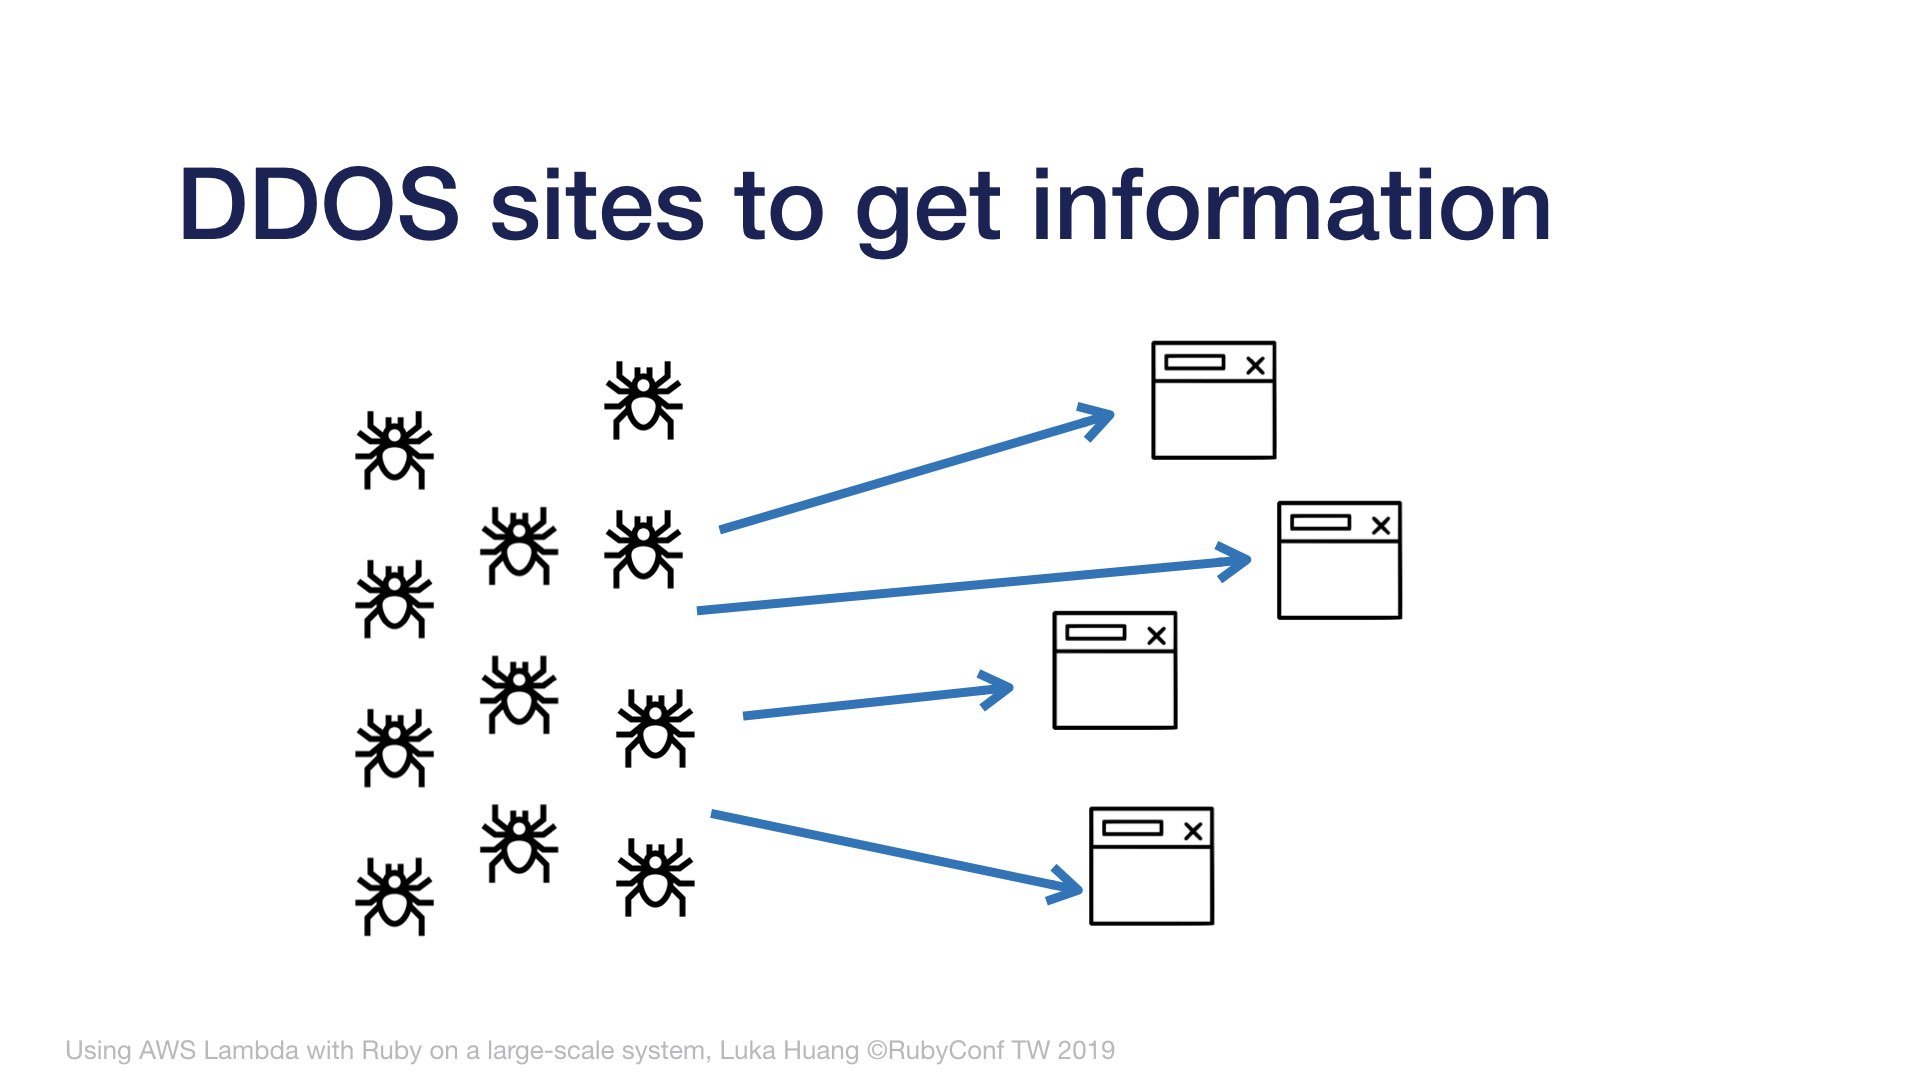 DDOS sites to get information
Using AWS Lambda with Ruby on a large-scale system, Luka Huang ©RubyConf TW 2019